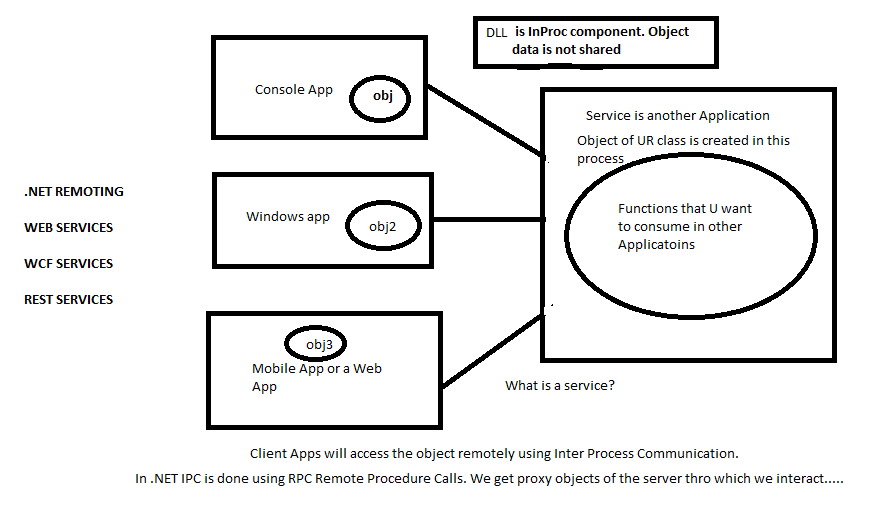 DLL is InProc component. Object
data is not shared
Console App
obj
Service is another Application
Object of UR class is created in this
process
.NET REMOTING
WEB SERVICES
WCF SERVICES
REST SERVICES
Windows app
obj2
Functions that U want
to consume in other
Applicatoins
obj3
Mobile App or a Web
App
What is a service?
Client Apps will access the object remotely using Inter Process Communication.
In .NET IPC is done using RPC Remote Procedure Calls. We get proxy objects of the server thro which we interact.....